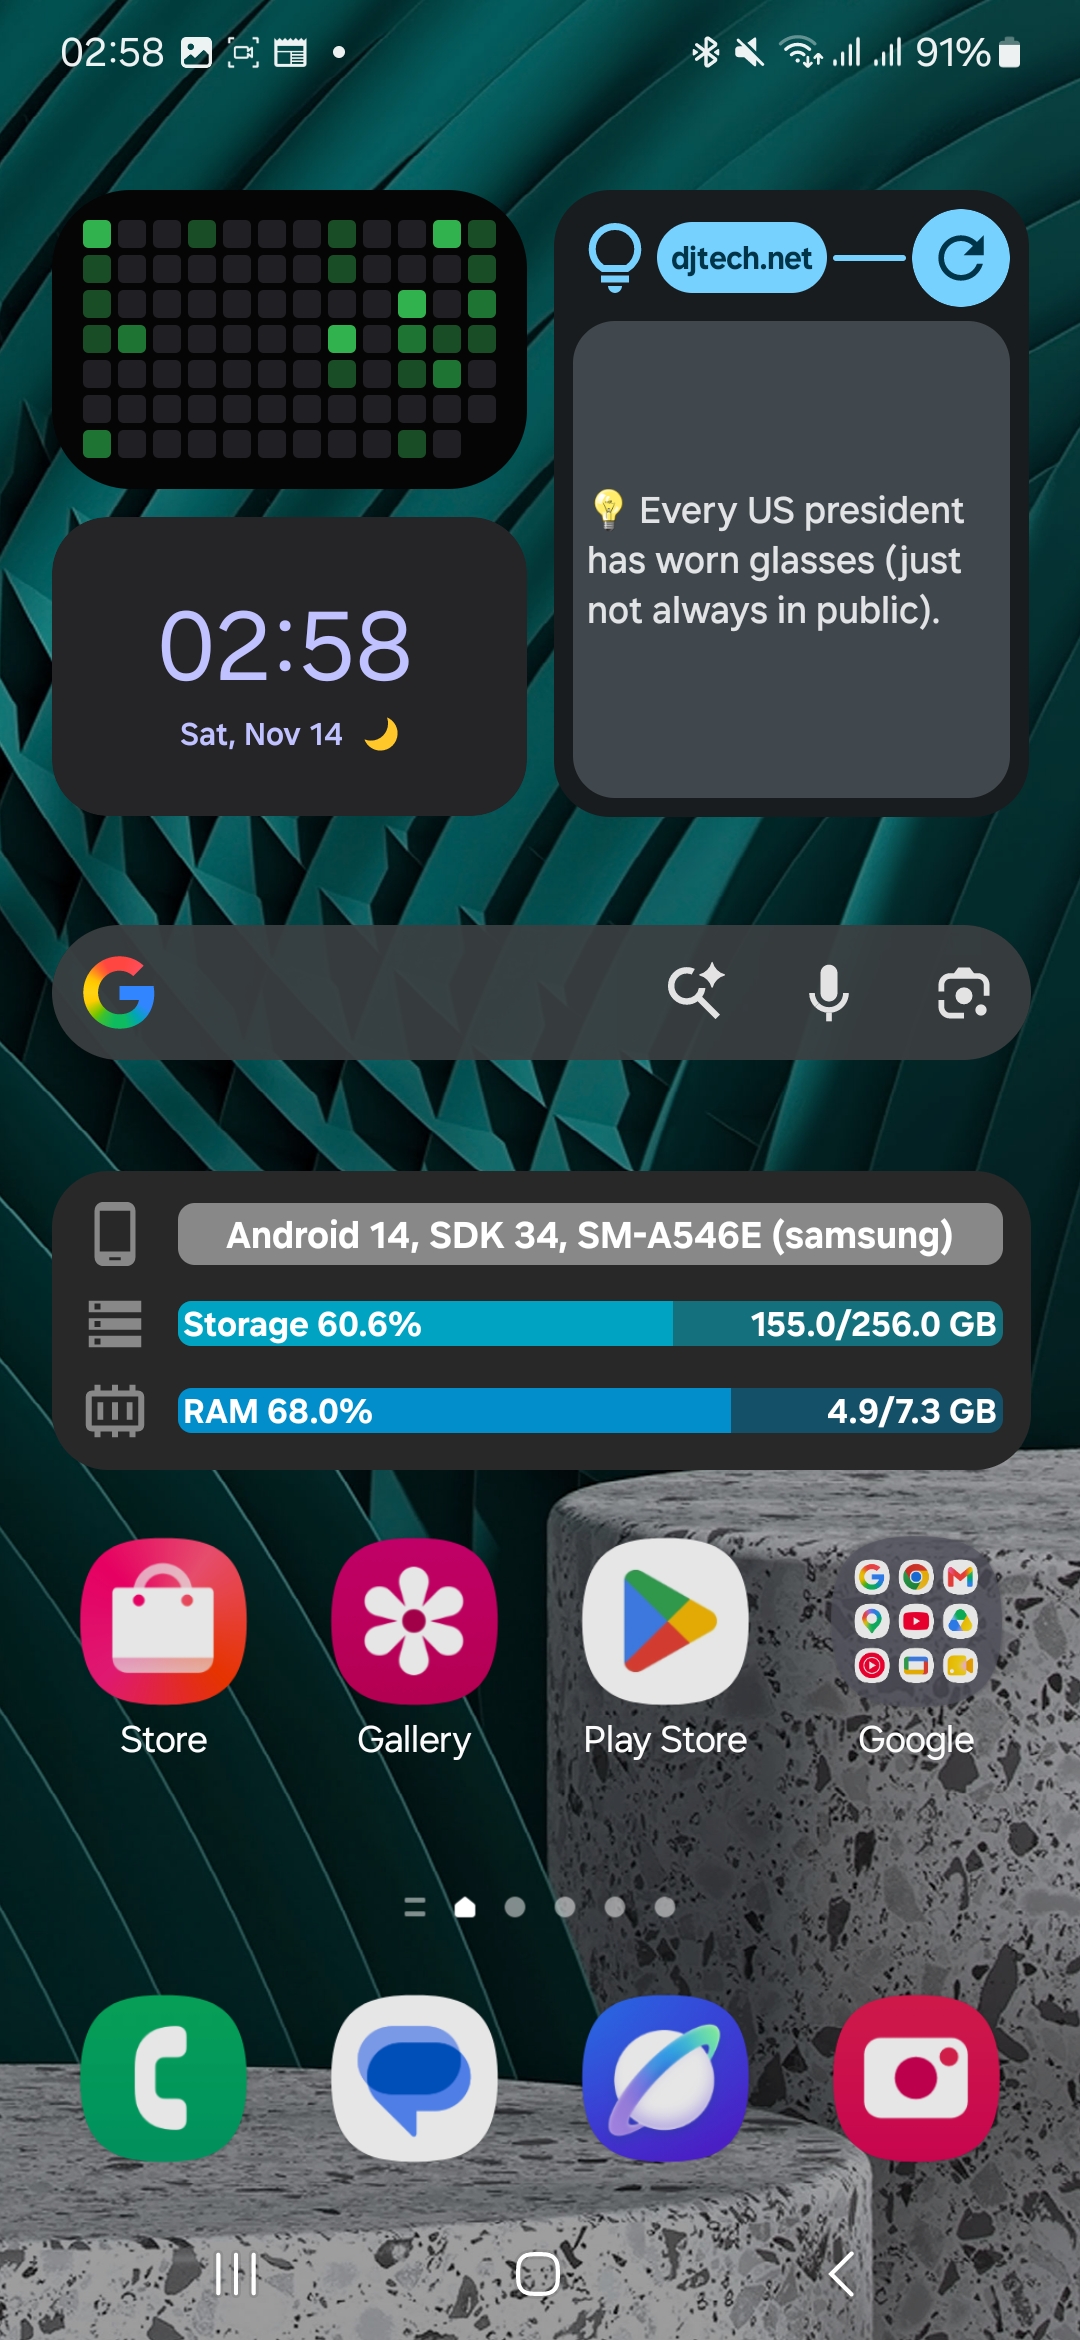 02:58
91%
djtech.net
💡 Every US president
has worn glasses (just
not always in public).
02:58
Sat, Nov 14 🌙
Android 14, SDK 34, SM-A546E (samsung)
Storage 60.6% 155.0/256.0 GB
RAM 68.0% 4.9/7.3 GB
Store
Gallery
Play Store
Google